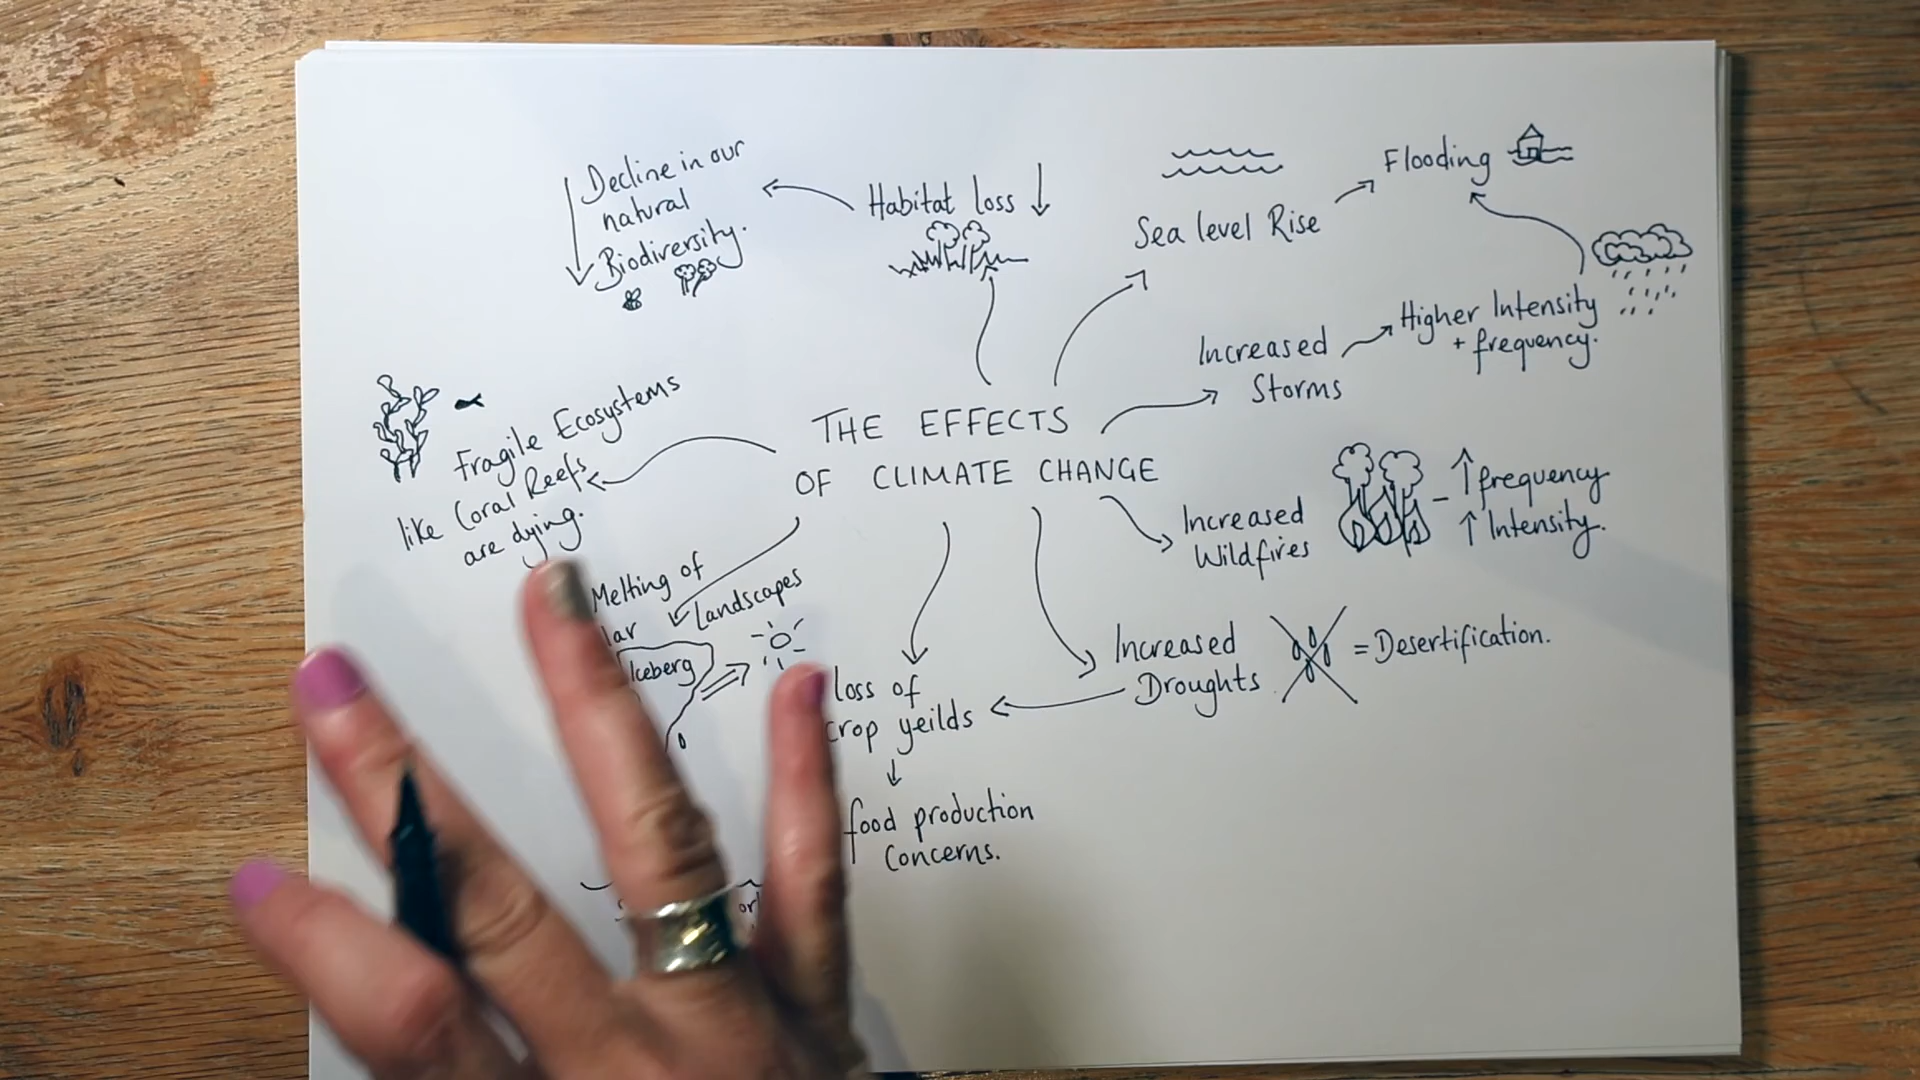 THE EFFECTS
OF CLIMATE CHANGE
Decline in our
natural
Biodiversity.
Habitat loss
Sea level Rise
Flooding
Increased
Storms
Higher Intensity
+ frequency.
Increased
Wildfires
- ↑ frequency
↑ Intensity.
Increased
Droughts
= Desertification.
loss of
crop yeilds
food production
Concerns.
Melting of
Landscapes
Iceberg
Fragile Ecosystems
like Coral Reefs
are dying.